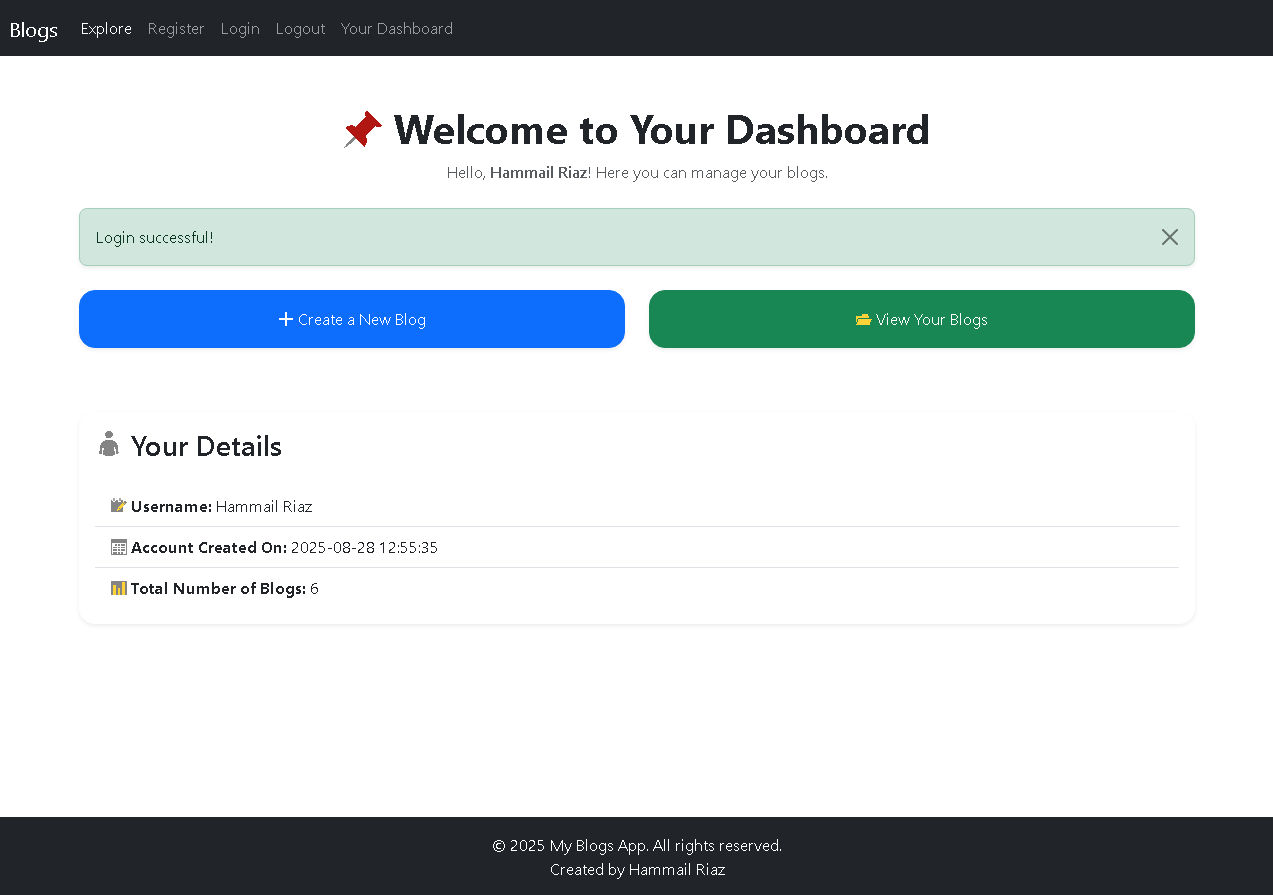 Blogs Explore Register Login Logout Your Dashboard
Welcome to Your Dashboard
Hello, Hammail Riaz! Here you can manage your blogs.
Login successful!
Create a New Blog
View Your Blogs
Your Details
Username: Hammail Riaz
Account Created On: 2025-08-28 12:55:35
Total Number of Blogs: 6
© 2025 My Blogs App. All rights reserved.
Created by Hammail Riaz